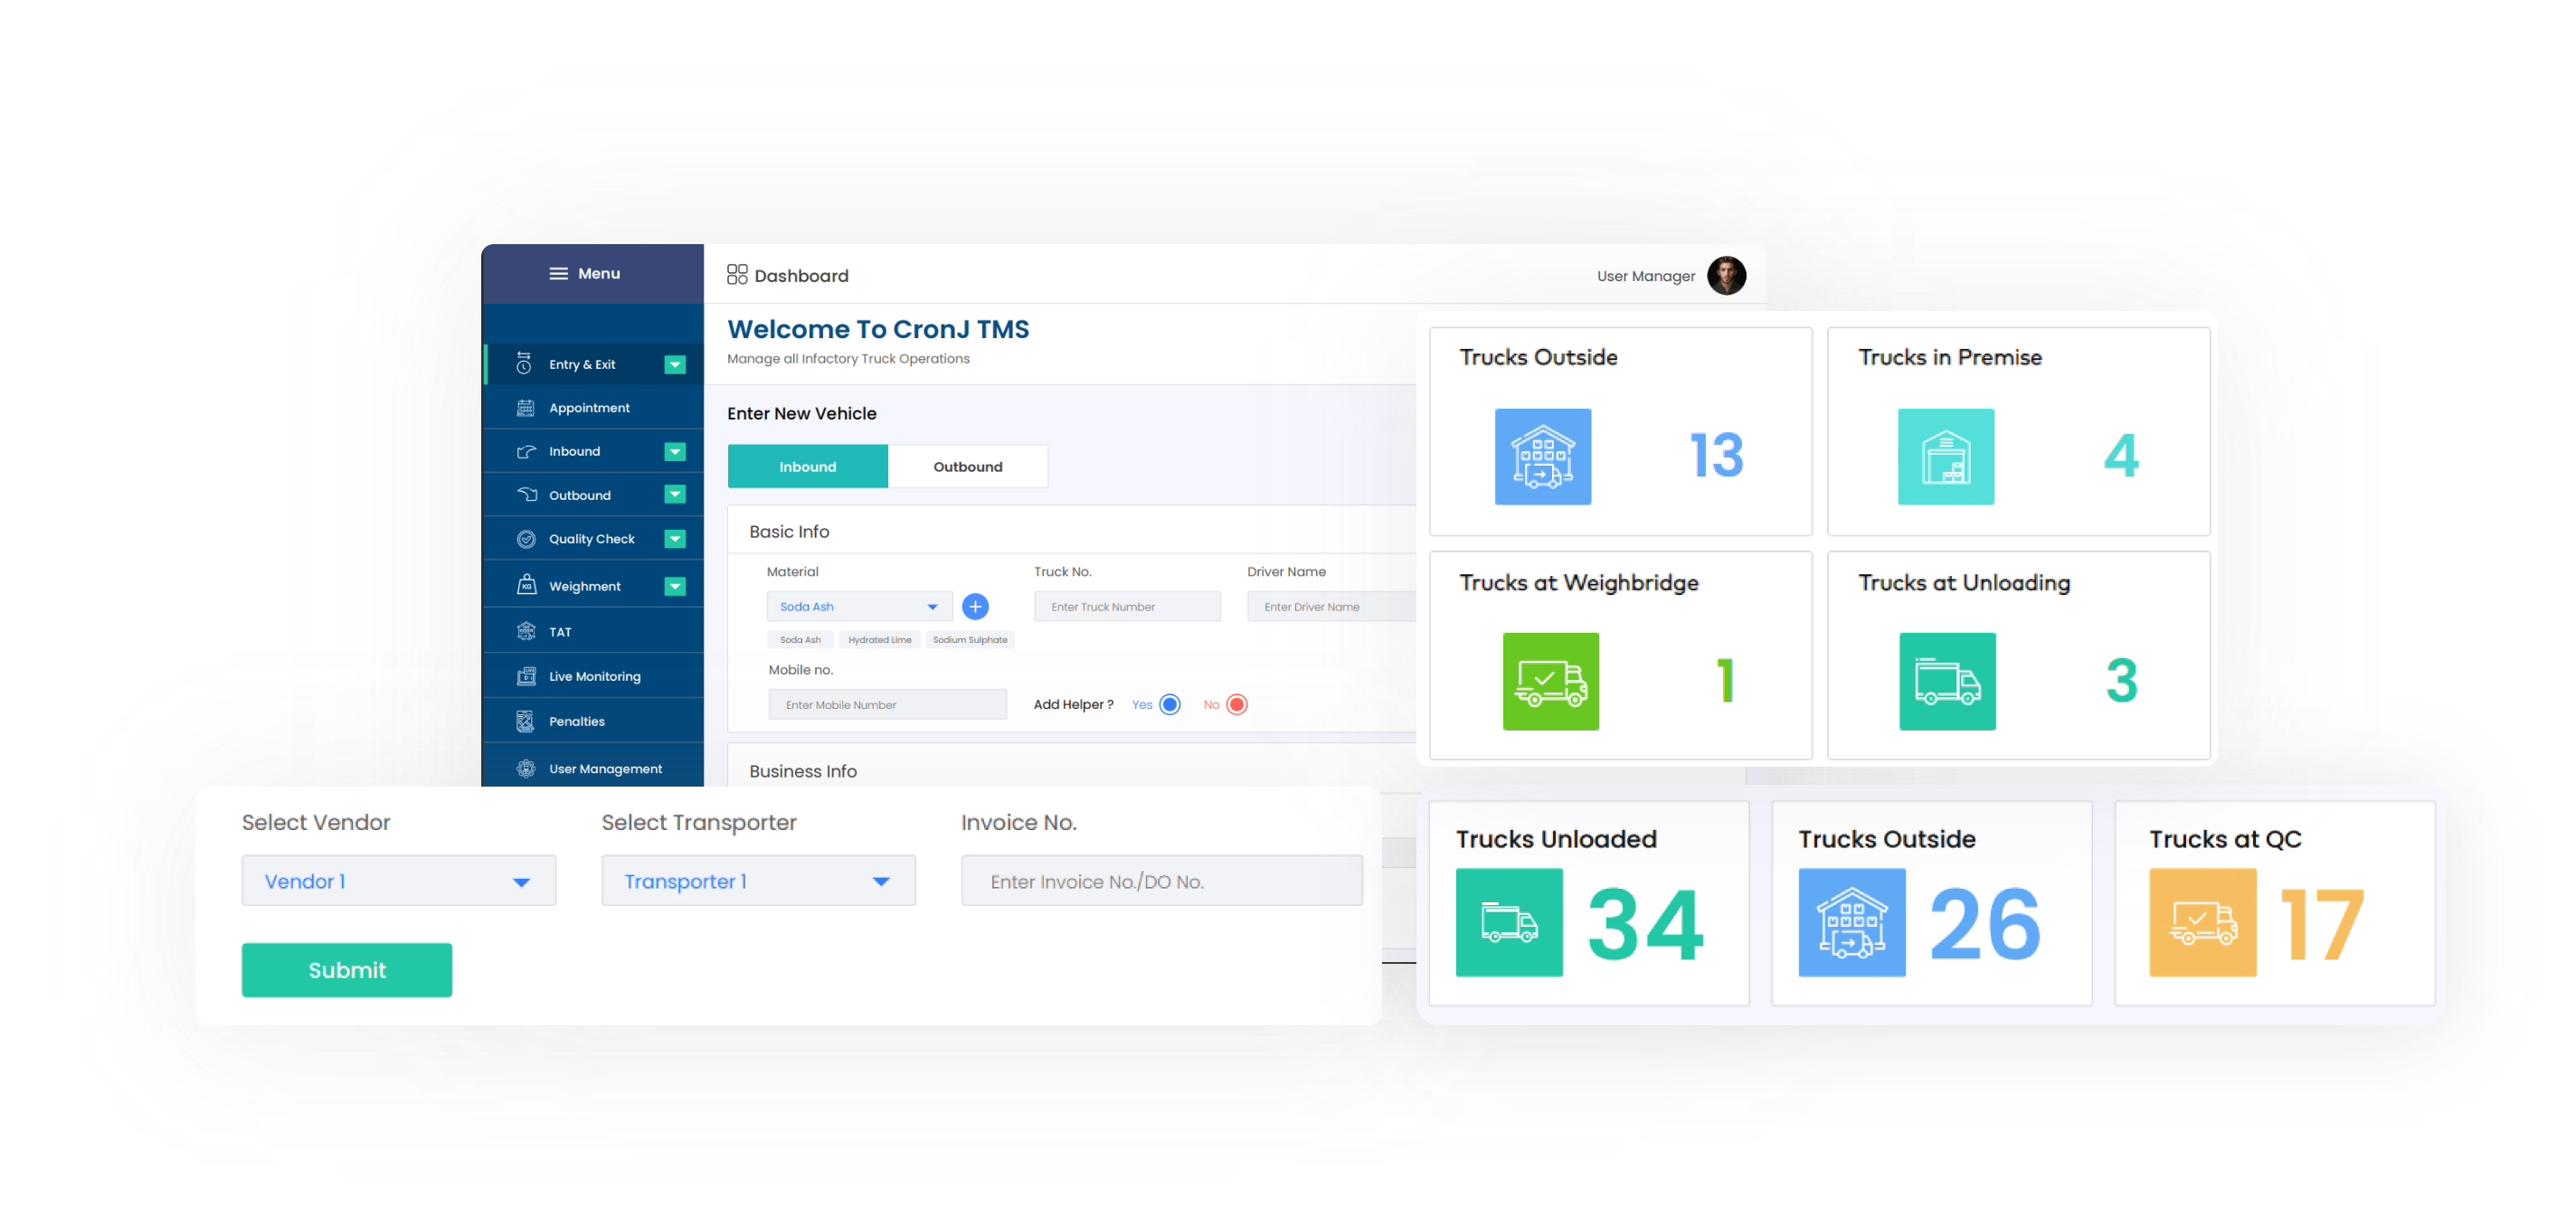 Menu
Dashboard
User Manager
Welcome To CronJ TMS
Manage all Infactory Truck Operations
Entry & Exit
Appointment
Inbound
Outbound
Quality Check
KG
Weighment
TAT
Live Monitoring
Penalties
User Management
Enter New Vehicle
Inbound
Outbound
Basic Info
Material
Truck No.
Driver Name
Soda Ash
Enter Truck Number
Enter Driver Name
Soda Ash
Hydrated Lime
Sodium Sulphate
Mobile no.
Enter Mobile Number
Add Helper ?
Yes
No
Business Info
Trucks Outside
13
Trucks in Premise
4
Trucks at Weighbridge
1
Trucks at Unloading
3
Select Vendor
Select Transporter
Invoice No.
Vendor 1
Transporter 1
Enter Invoice No./DO No.
Submit
Trucks Unloaded
34
Trucks Outside
26
Trucks at QC
17